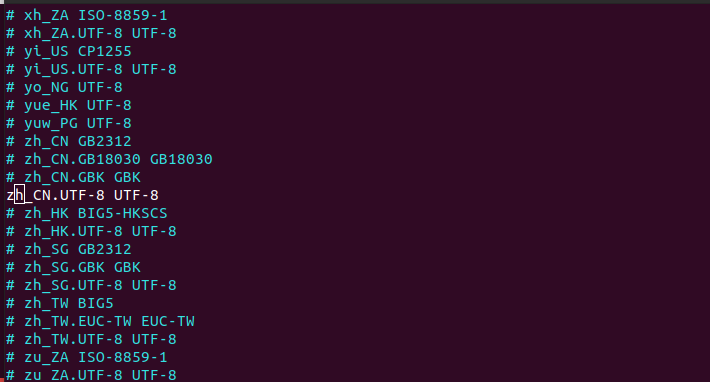 # xh_ZA ISO-8859-1
# xh_ZA.UTF-8 UTF-8
# yi_US CP1255
# yi_US.UTF-8 UTF-8
# yo_NG UTF-8
# yue_HK UTF-8
# yuw_PG UTF-8
# zh_CN GB2312
# zh_CN.GB18030 GB18030
# zh_CN.GBK GBK
zh_CN.UTF-8 UTF-8
# zh_HK BIG5-HKSCS
# zh_HK.UTF-8 UTF-8
# zh_SG GB2312
# zh_SG.GBK GBK
# zh_SG.UTF-8 UTF-8
# zh_TW BIG5
# zh_TW.EUC-TW EUC-TW
# zh_TW.UTF-8 UTF-8
# zu_ZA ISO-8859-1
# zu_ZA.UTF-8 UTF-8